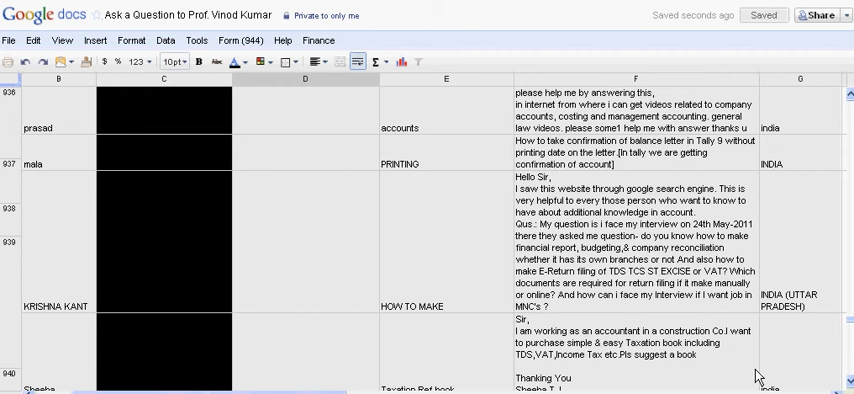 Google docs
Ask a Question to Prof. Vinod Kumar
Private to only me
Saved seconds ago
Saved
Share
File Edit View Insert Format Data Tools Form (944) Help Finance
$ % 123 10pt B Abc A Σ
B C D E F G
936
please help me by answering this,
in internet from where i can get videos related to company
accounts, costing and management accounting. general
law videos. please some1 help me with answer thanks u
prasad
accounts
india
937
How to take confirmation of balance letter in Tally 9 without
printing date on the letter.[In tally we are getting
confirmation of account]
mala
PRINTING
INDIA
938
939
Hello Sir,
I saw this website through google search engine. This is
very helpful to every those person who want to know to
have about additional knowledge in account.
Qus.: My question is i face my interview on 24th May-2011
there they asked me question- do you know how to make
financial report, budgeting,& company reconciliation
whether it has its own branches or not And also how to
make E-Return filing of TDS TCS ST EXCISE or VAT? Which
documents are required for return filing if it make manually
or online? And how can i face my Interview if I want job in
MNC's ?
KRISHNA KANT
HOW TO MAKE
INDIA (UTTAR
PRADESH)
940
Sir,
I am working as an accountant in a construction Co.I want
to purchase simple & easy Taxation book including
TDS,VAT,Income Tax etc.Pls suggest a book
Thanking You
Sheeba T.J.
Sheeba
Taxation Ref book
india